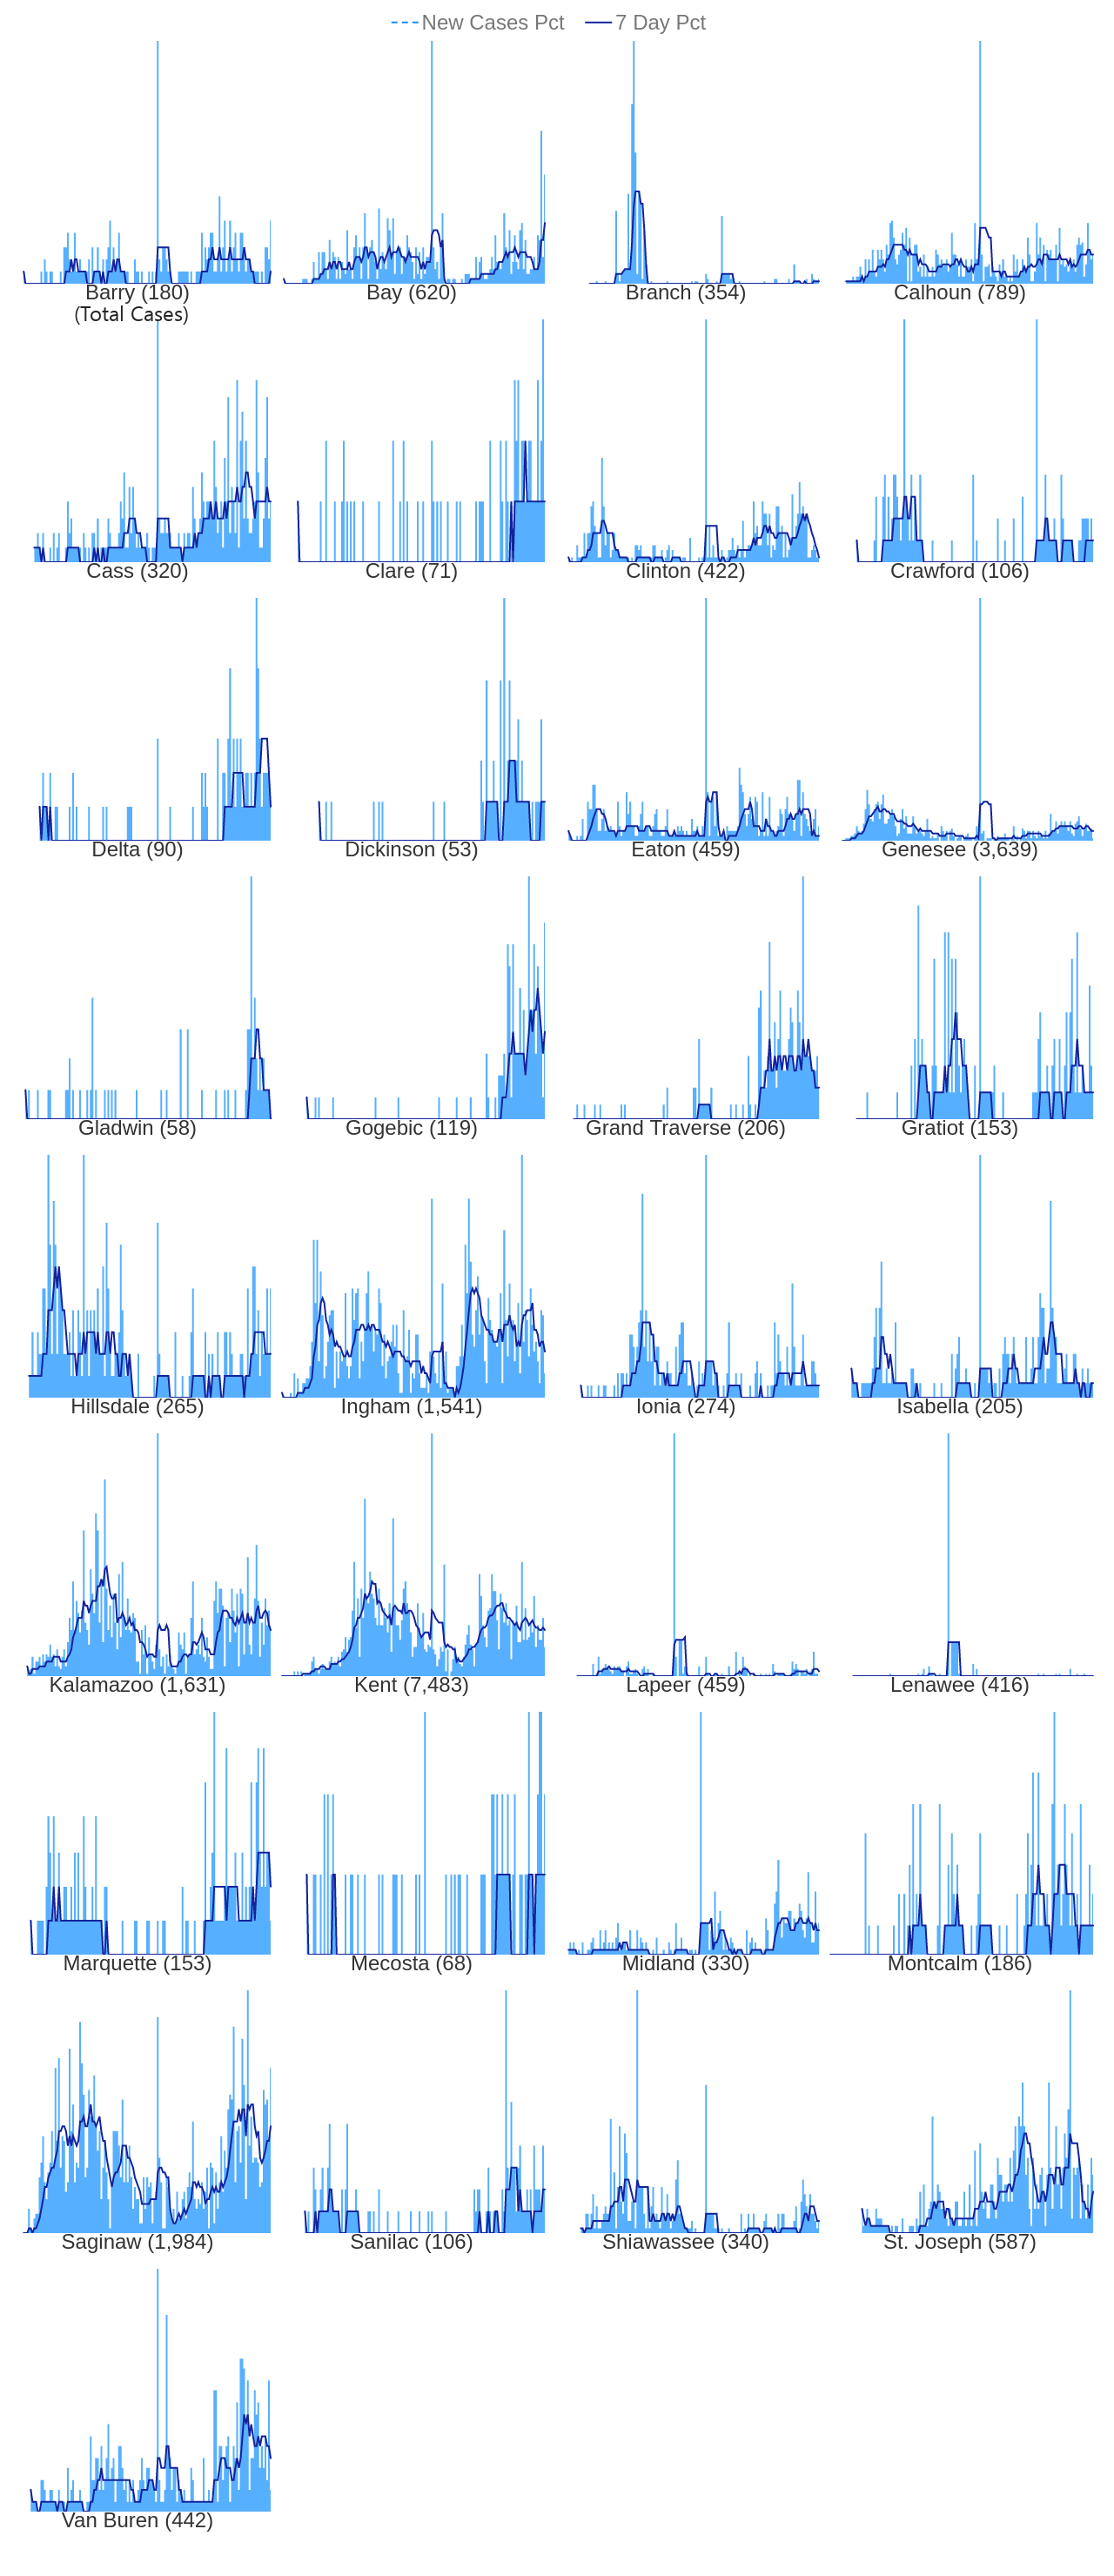 New Cases Pct 7 Day Pct
Barry (180) Bay (620) Branch (354) Calhoun (789)
(Total Cases)
Cass (320) Clare (71) Clinton (422) Crawford (106)
Delta (90) Dickinson (53) Eaton (459) Genesee (3,639)
Gladwin (58) Gogebic (119) Grand Traverse (206) Gratiot (153)
Hillsdale (265) Ingham (1,541) Ionia (274) Isabella (205)
Kalamazoo (1,631) Kent (7,483) Lapeer (459) Lenawee (416)
Marquette (153) Mecosta (68) Midland (330) Montcalm (186)
Saginaw (1,984) Sanilac (106) Shiawassee (340) St. Joseph (587)
Van Buren (442)